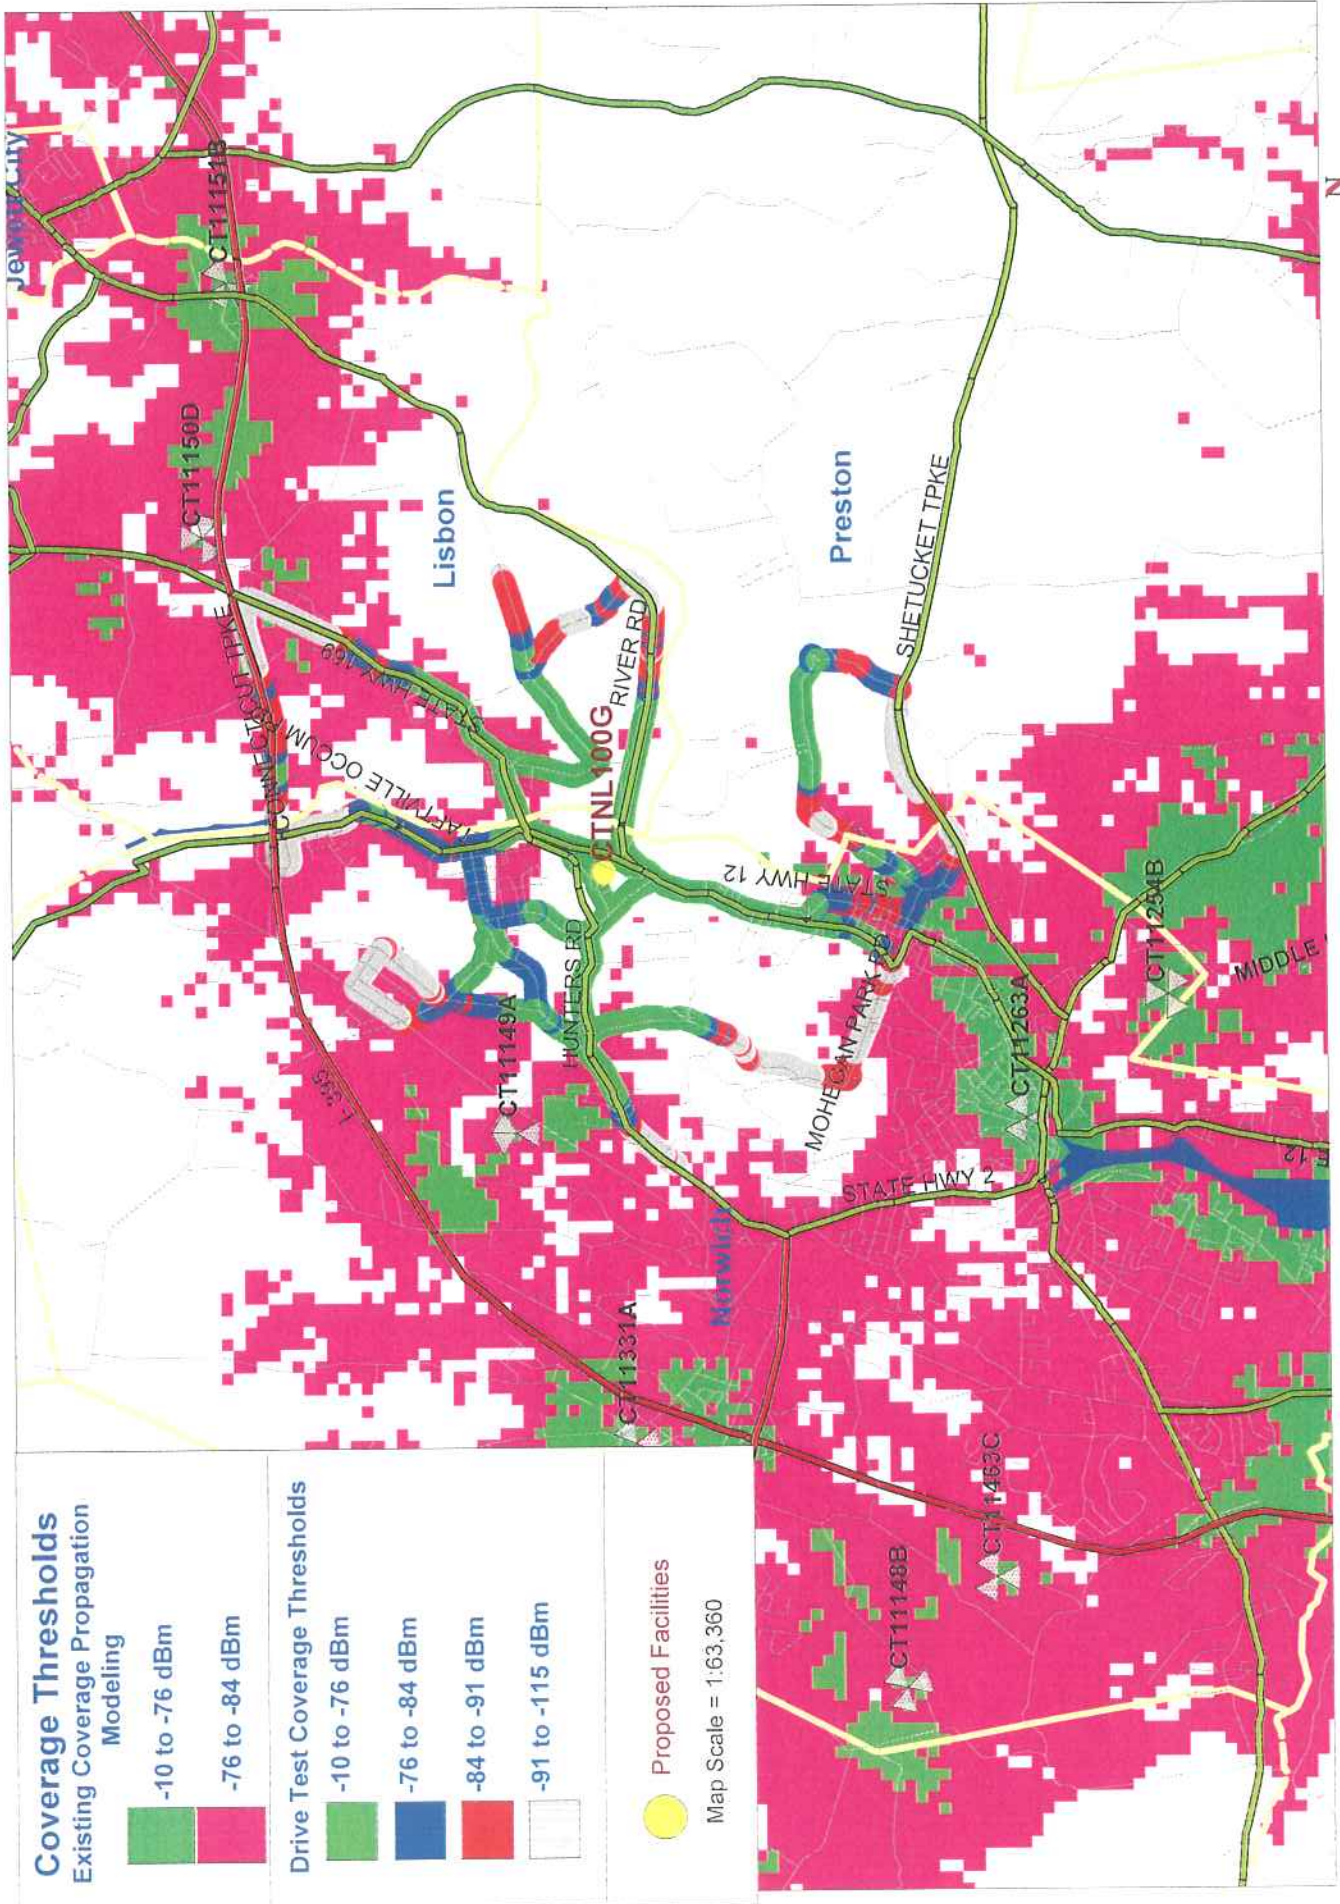 Coverage Thresholds
Existing Coverage Propagation
Modeling
-10 to -76 dBm
-76 to -84 dBm
Drive Test Coverage Thresholds
-10 to -76 dBm
-76 to -84 dBm
-84 to -91 dBm
-91 to -115 dBm
Proposed Facilities
Map Scale = 1:63,360
Jewett City
CT11151B
CT11150D
Lisbon
CONNECTICUT TPKE
STATE HWY 169
TAFTVILLE OCCUM
RIVER RD
CTNL100G
Preston
SHETUCKET TPKE
I-395
CT11149A
HUNTERS RD
STATE HWY 12
STATE
MOHEGAN PARK RD
CT11331A
Norwich
STATE HWY 2
CT11263A
CT11254B
MIDDLE
12
CT11463C
CT11148B
N